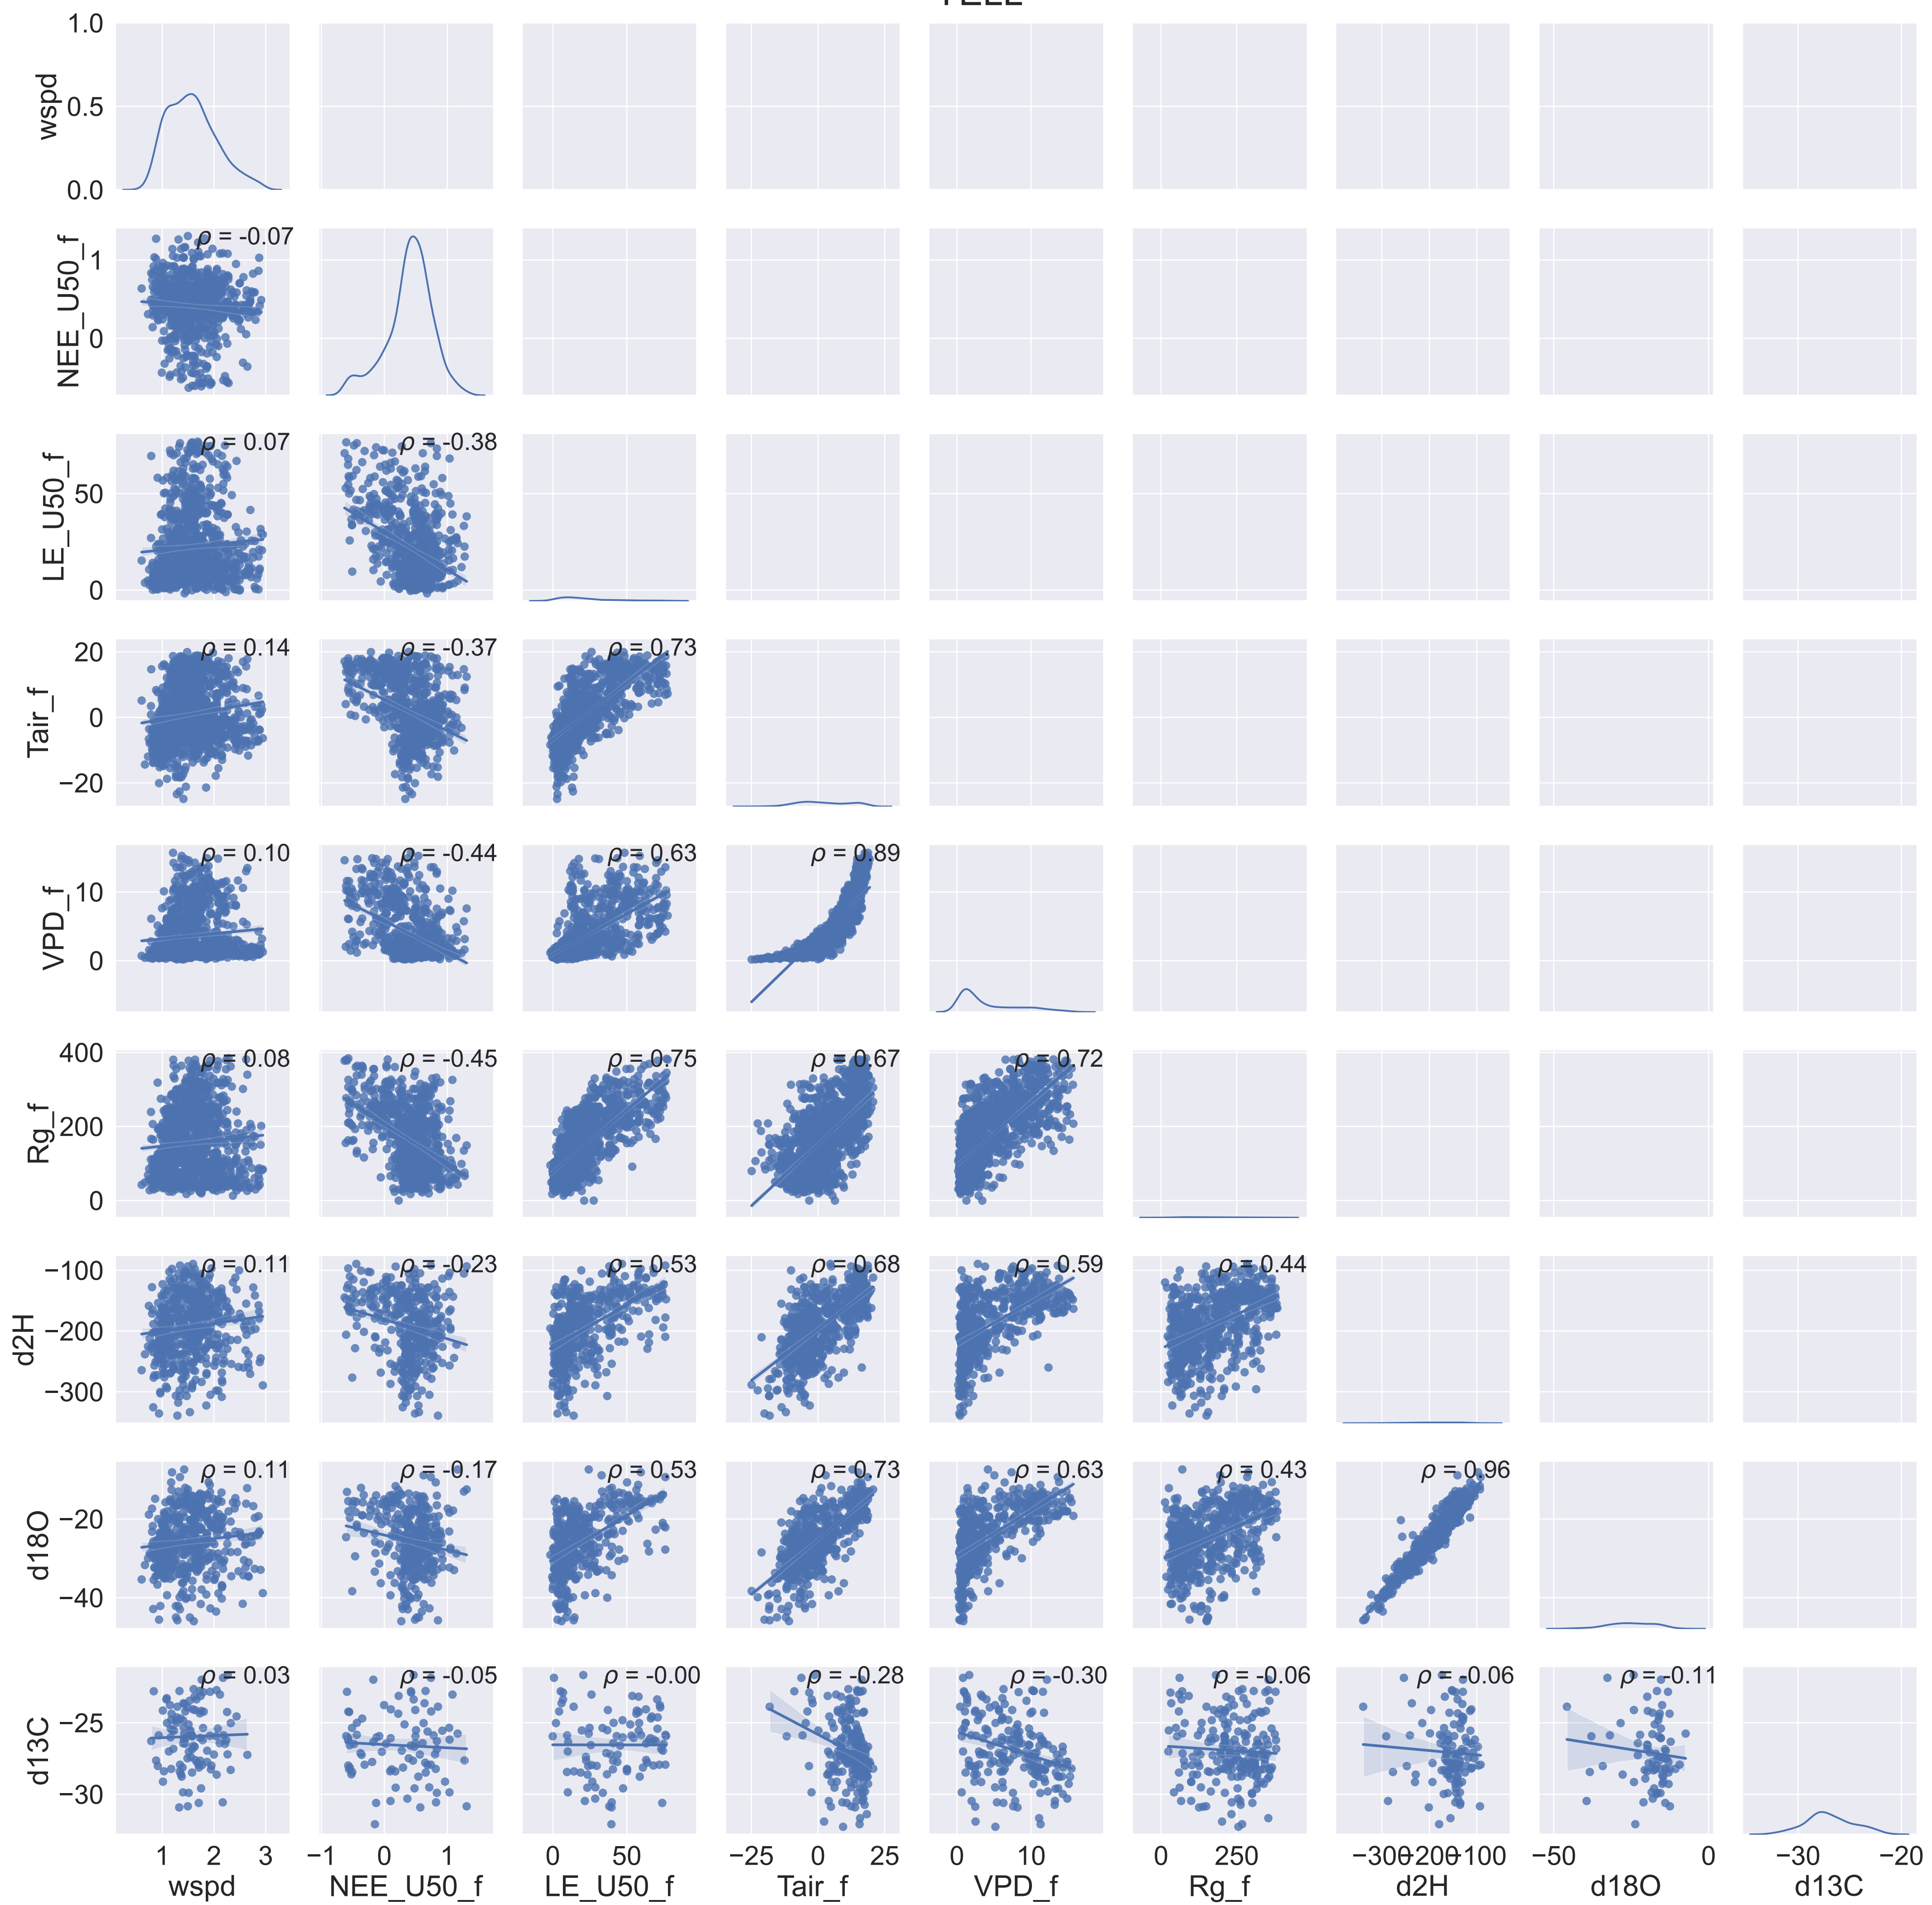 1.0
0.5
0.0
wspd
ρ = -0.07
1
0
NEE_U50_f
ρ = 0.07
ρ = -0.38
50
0
LE_U50_f
ρ = 0.14
ρ = -0.37
ρ = 0.73
20
0
−20
Tair_f
ρ = 0.10
ρ = -0.44
ρ = 0.63
ρ = 0.89
10
0
VPD_f
ρ = 0.08
ρ = -0.45
ρ = 0.75
ρ = 0.67
ρ = 0.72
400
200
0
Rg_f
ρ = 0.11
ρ = -0.23
ρ = 0.53
ρ = 0.68
ρ = 0.59
ρ = 0.44
−100
−200
−300
d2H
ρ = 0.11
ρ = -0.17
ρ = 0.53
ρ = 0.73
ρ = 0.63
ρ = 0.43
ρ = 0.96
−20
−40
d18O
ρ = 0.03
ρ = -0.05
ρ = -0.00
ρ = -0.28
ρ = -0.30
ρ = -0.06
ρ = -0.06
ρ = -0.11
−25
−30
d13C
1 2 3
−1 0 1
0 50
−25 0 25
0 10
0 250
−300 −200 −100
−50 0
−30 −20
wspd
NEE_U50_f
LE_U50_f
Tair_f
VPD_f
Rg_f
d2H
d18O
d13C